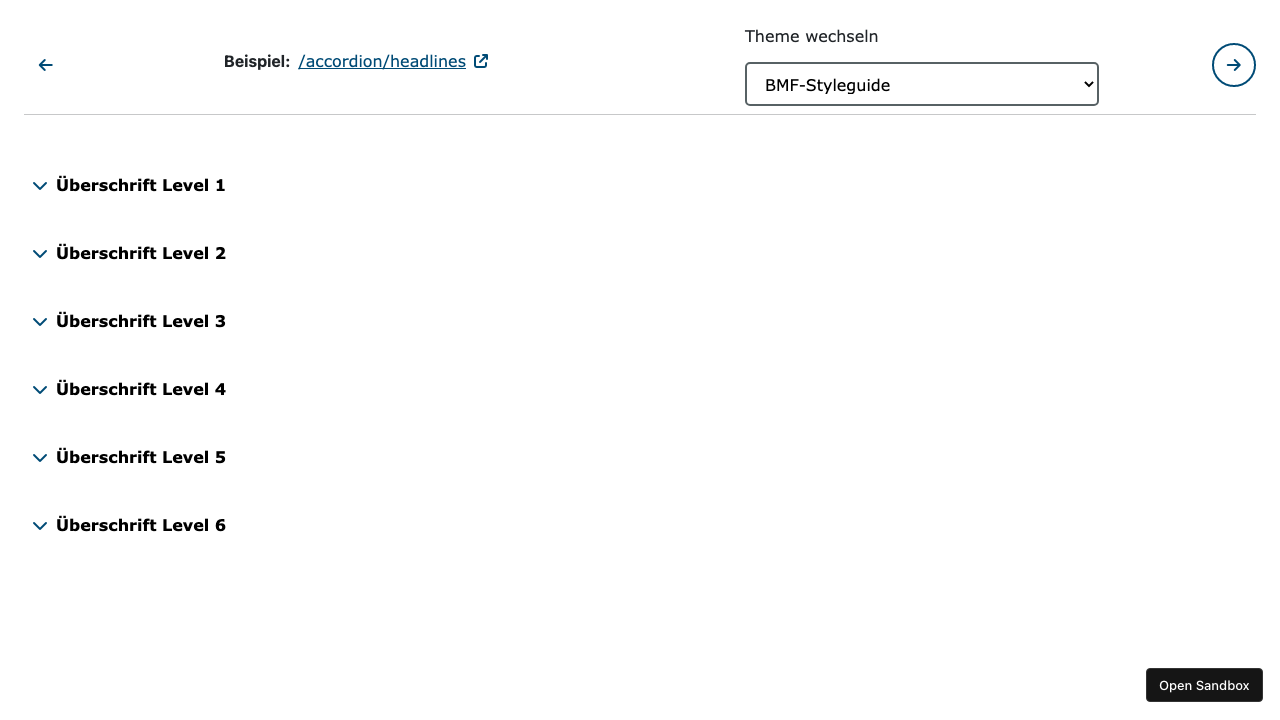 Beispiel: /accordion/headlines
Theme wechseln
BMF-Styleguide
Überschrift Level 1
Überschrift Level 2
Überschrift Level 3
Überschrift Level 4
Überschrift Level 5
Überschrift Level 6
Open Sandbox